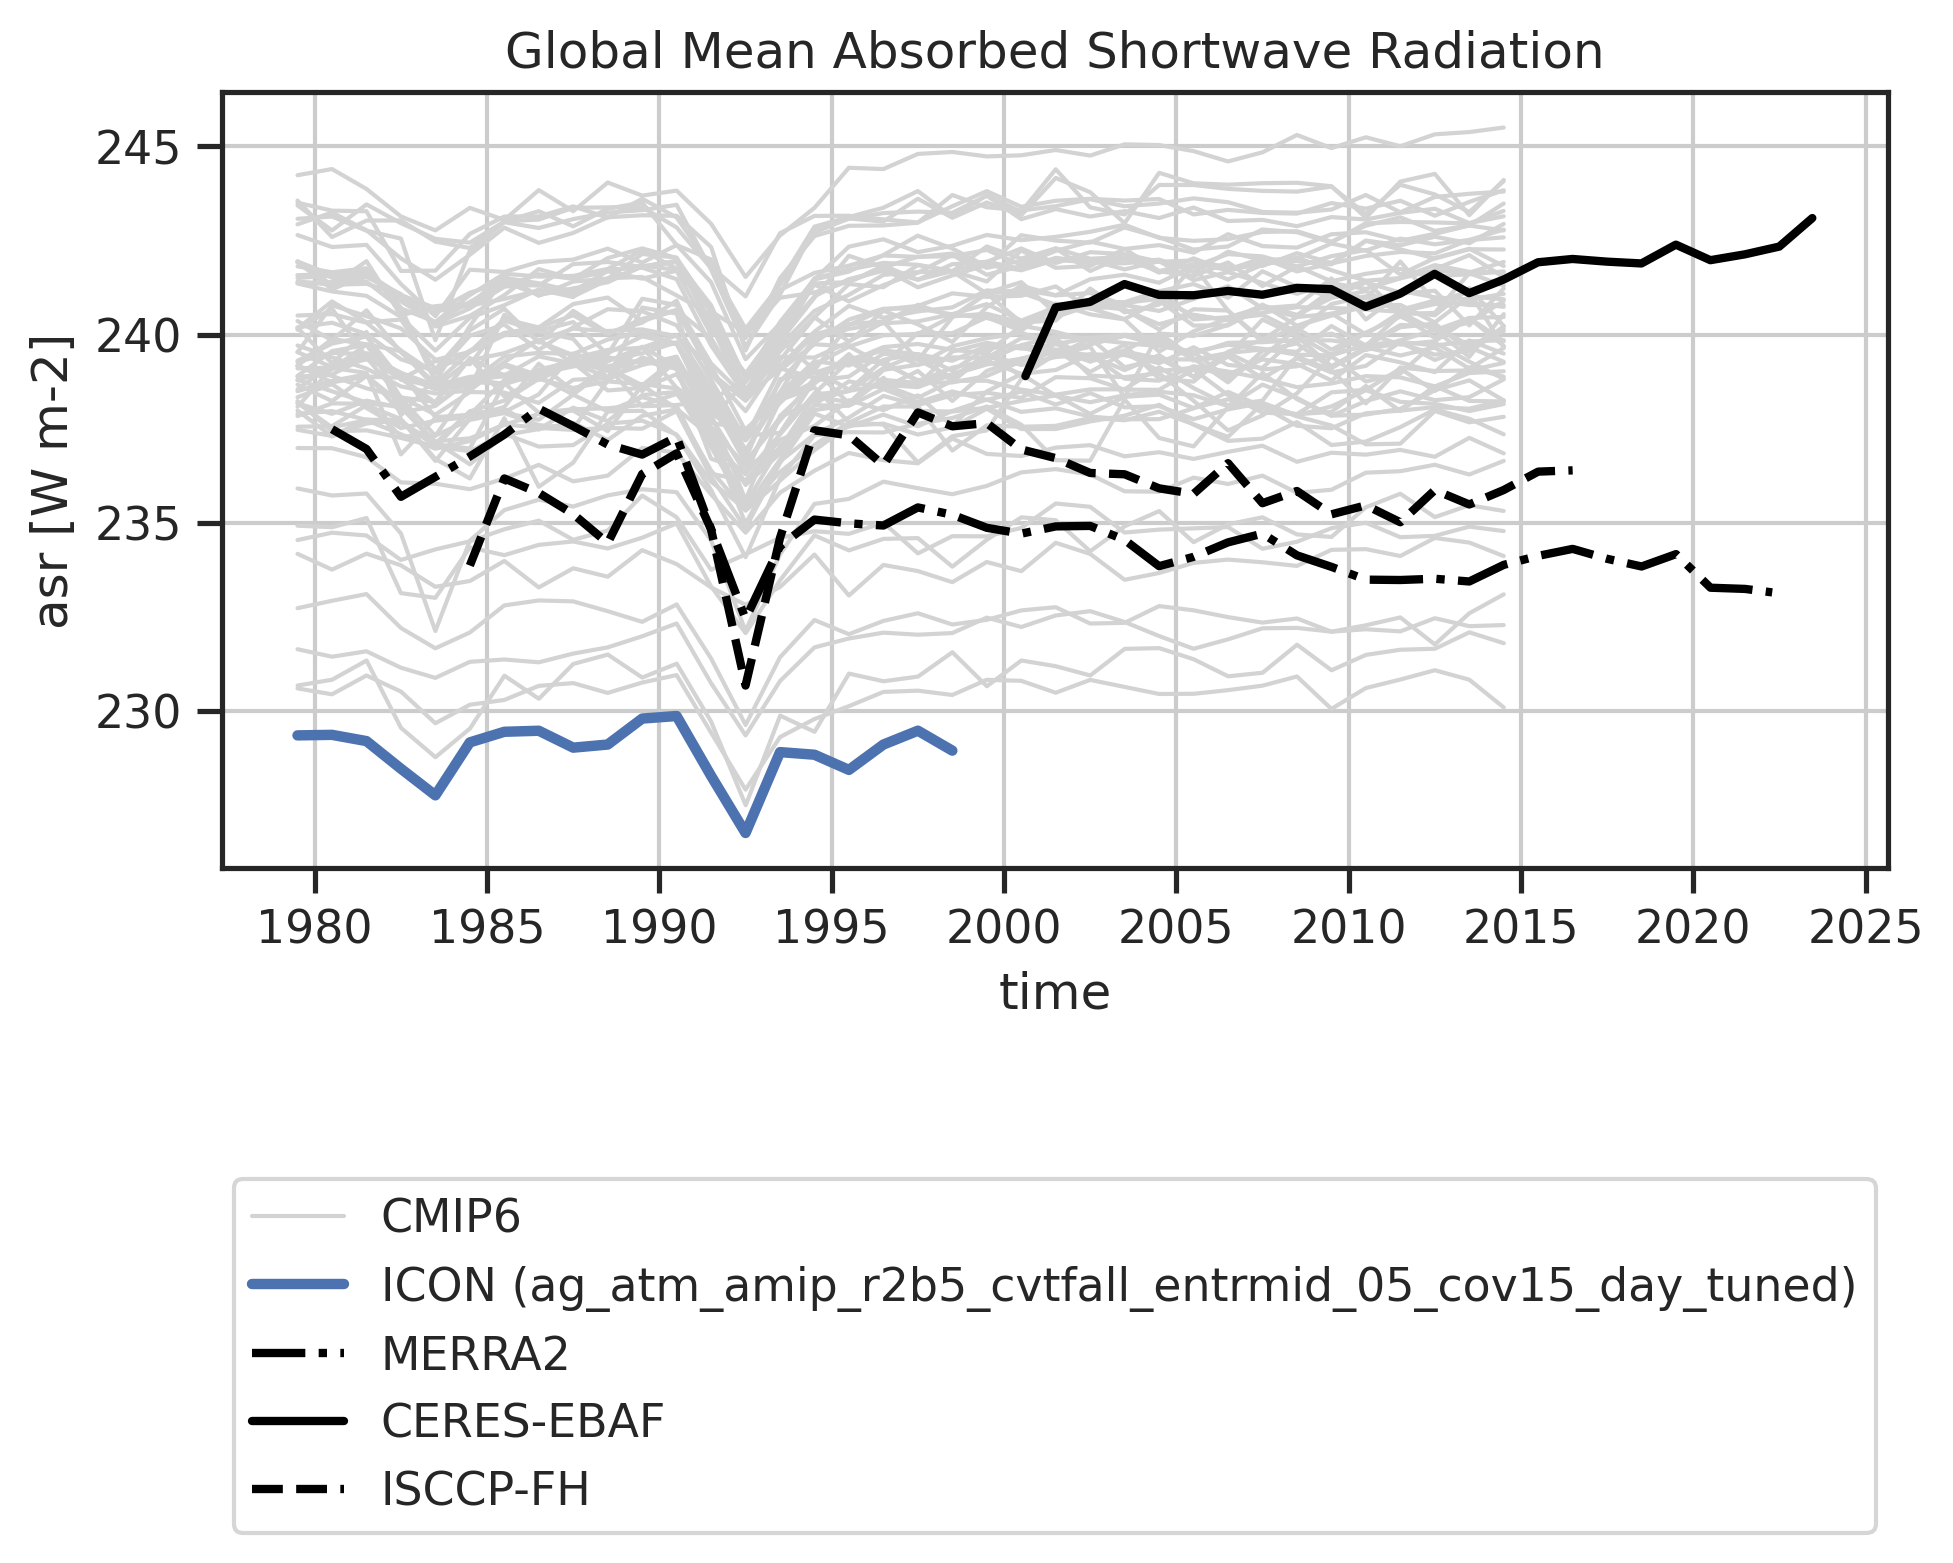 Global Mean Absorbed Shortwave Radiation
245
240
235
230
asr [W m-2]
1980 1985 1990 1995 2000 2005 2010 2015 2020 2025
time
CMIP6
ICON (ag_atm_amip_r2b5_cvtfall_entrmid_05_cov15_day_tuned)
MERRA2
CERES-EBAF
ISCCP-FH